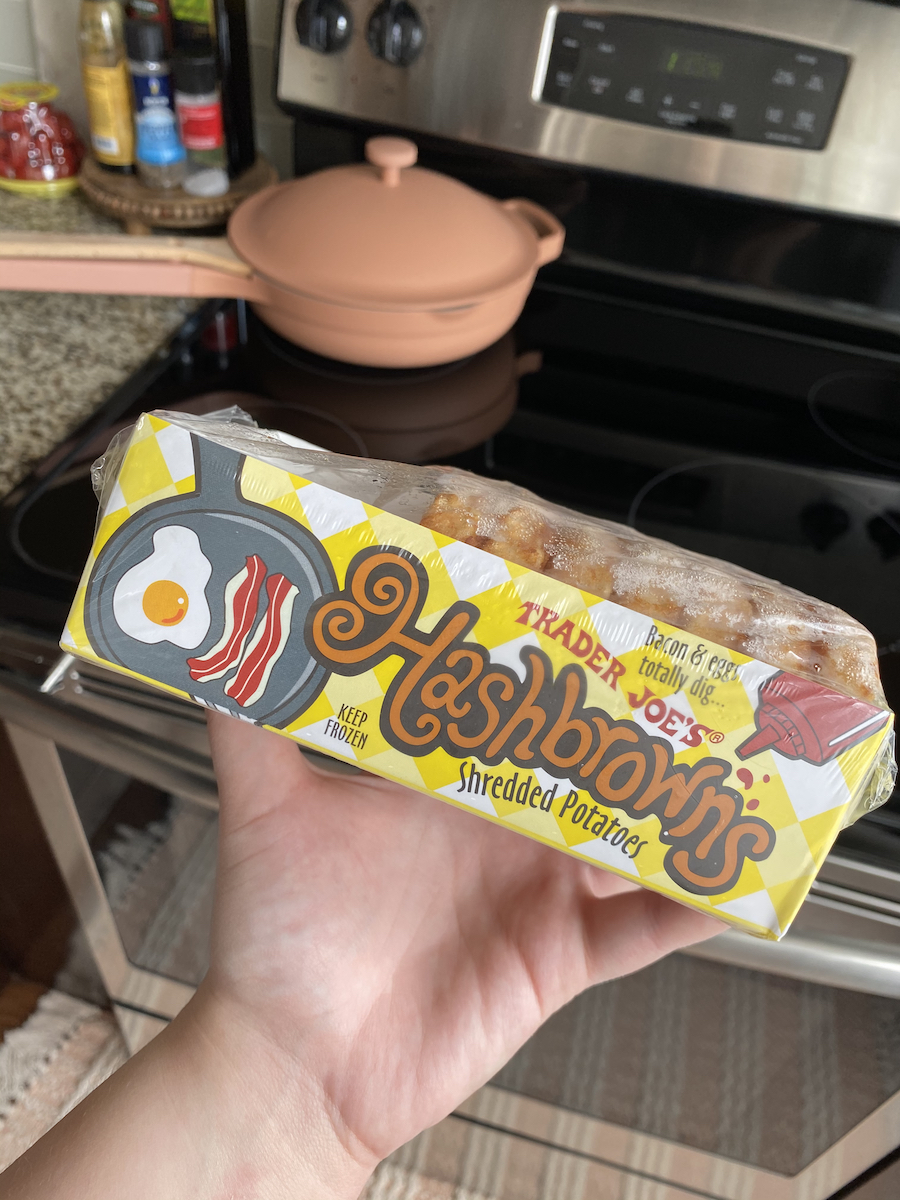 TRADER JOE'S®
Bacon & eggs
totally dig...
Hashbrowns
KEEP
FROZEN
Shredded Potatoes